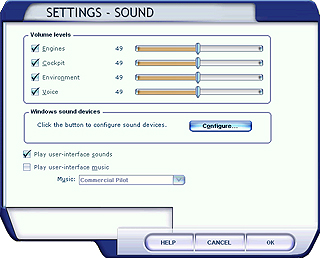 SETTINGS - SOUND
Volume levels
Engines 49
Cockpit 49
Environment 49
Voice 49
Windows sound devices
Click the button to configure sound devices. Configure...
Play user-interface sounds
Play user-interface music
Music: Commercial Pilot
HELP CANCEL OK